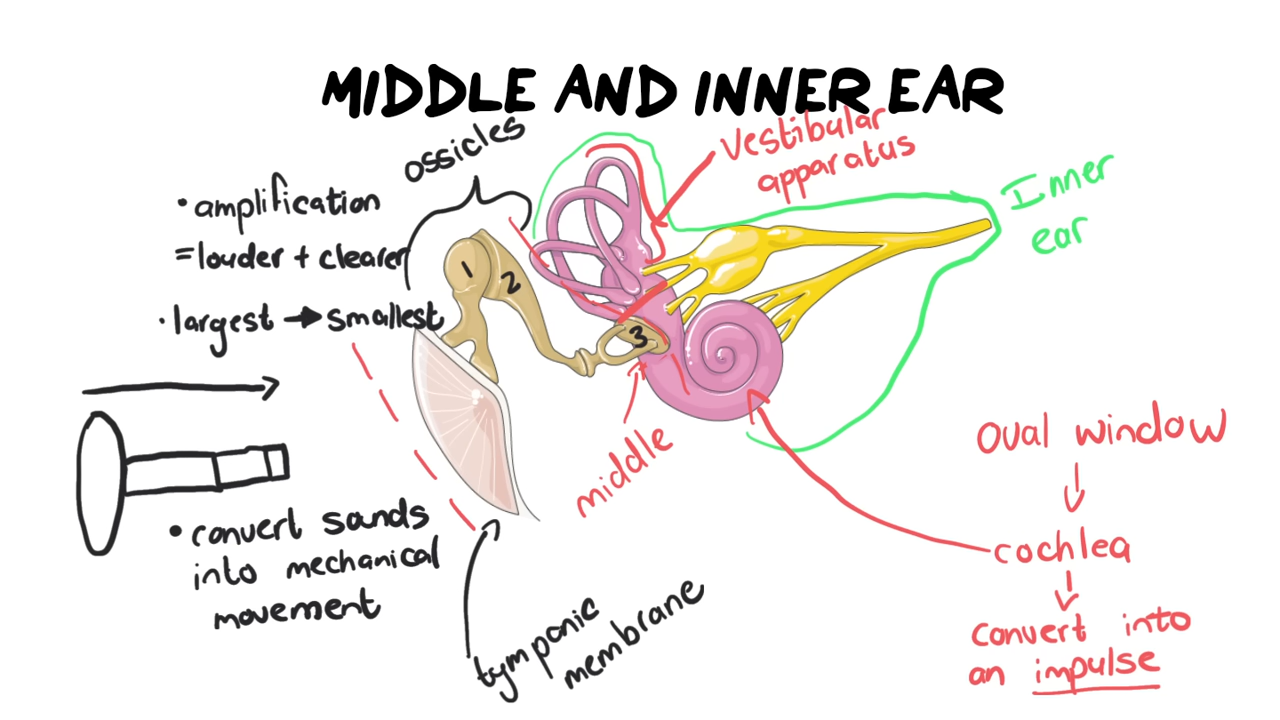 MIDDLE AND INNER EAR
ossicles
Vestibular
apparatus
Inner
ear
• amplification
= louder + clearer
• largest → smallest
1
2
3
middle
Oval window
↓
cochlea
↓
convert into
an impulse
• convert sounds
into mechanical
movement
tympanic
membrane